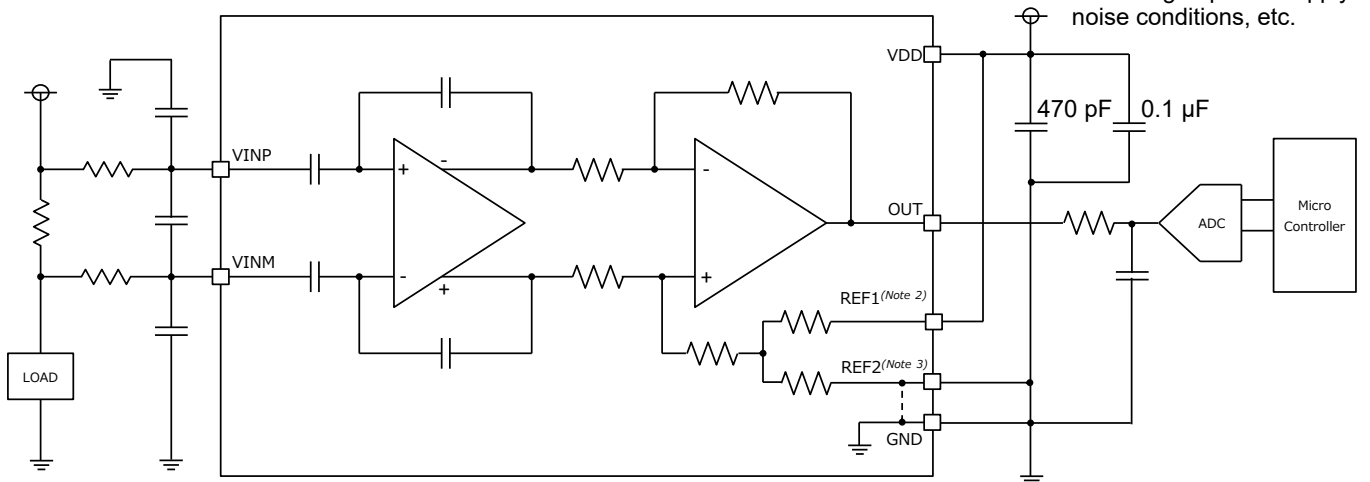 noise conditions, etc.
VDD
470 pF
0.1 µF
VINP
+
-
-
OUT
ADC
Micro
Controller
VINM
-
+
+
REF1(Note 2)
REF2(Note 3)
LOAD
GND